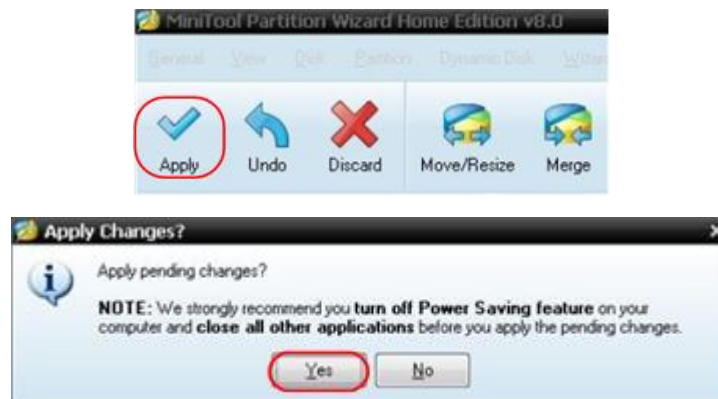 MiniTool Partition Wizard Home Edition v8.0
General View Disk Partition Dynamic Disk
Apply Undo Discard Move/Resize Merge
Apply Changes?
Apply pending changes?
NOTE: We strongly recommend you turn off Power Saving feature on your
computer and close all other applications before you apply the pending changes.
Yes No